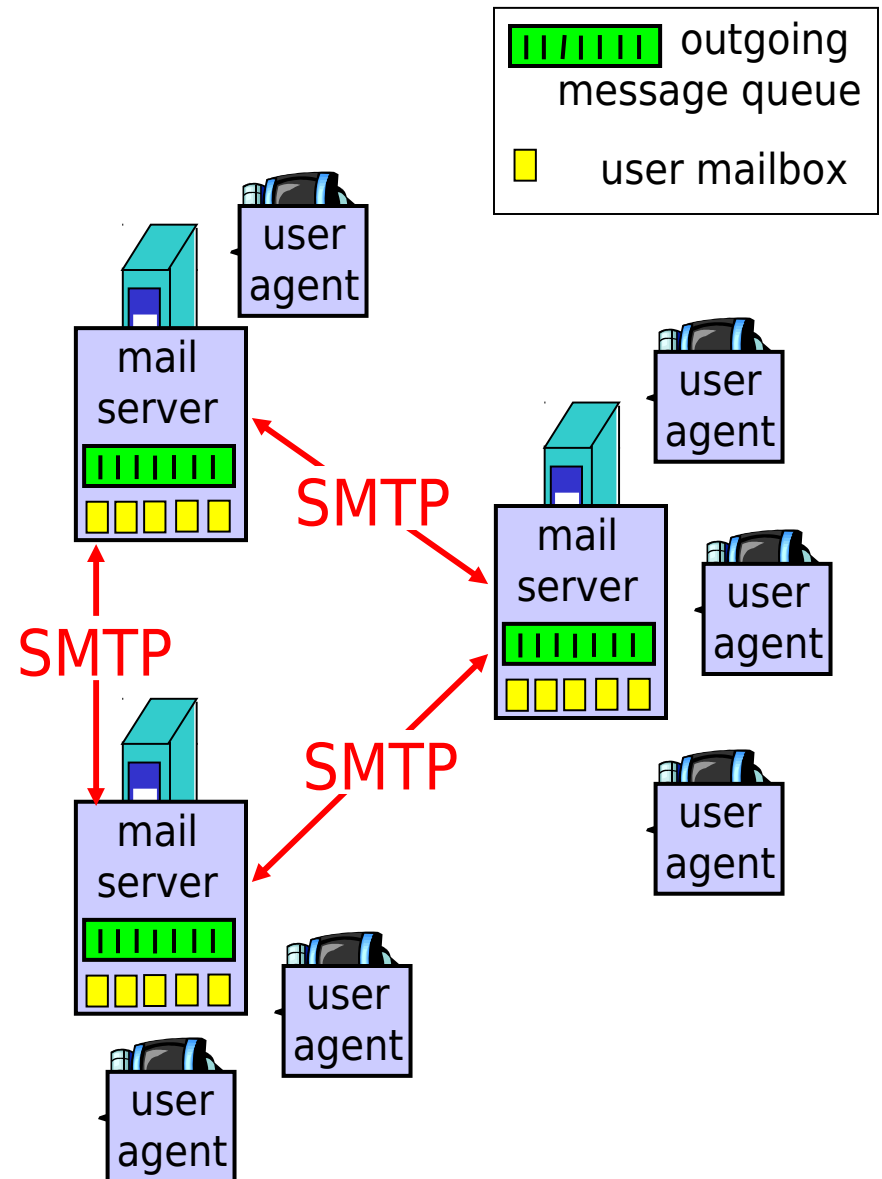 outgoing
message queue
user mailbox
user
agent
mail
server
SMTP
user
agent
mail
server
user
agent
SMTP
SMTP
user
agent
mail
server
user
agent
user
agent